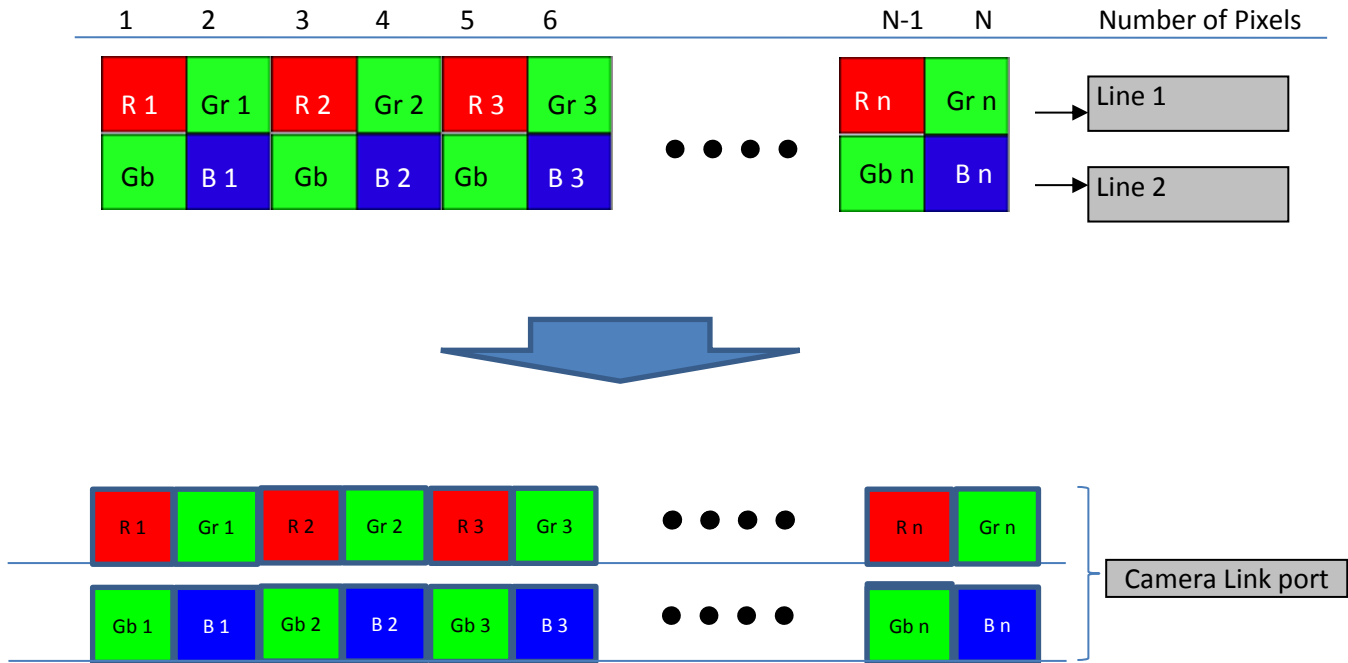 1 2 3 4 5 6 N-1 N Number of Pixels
R 1 Gr 1 R 2 Gr 2 R 3 Gr 3 R n Gr n Line 1
Gb B 1 Gb B 2 Gb B 3 Gb n B n Line 2
R 1 Gr 1 R 2 Gr 2 R 3 Gr 3 R n Gr n
Camera Link port
Gb 1 B 1 Gb 2 B 2 Gb 3 B 3 Gb n B n